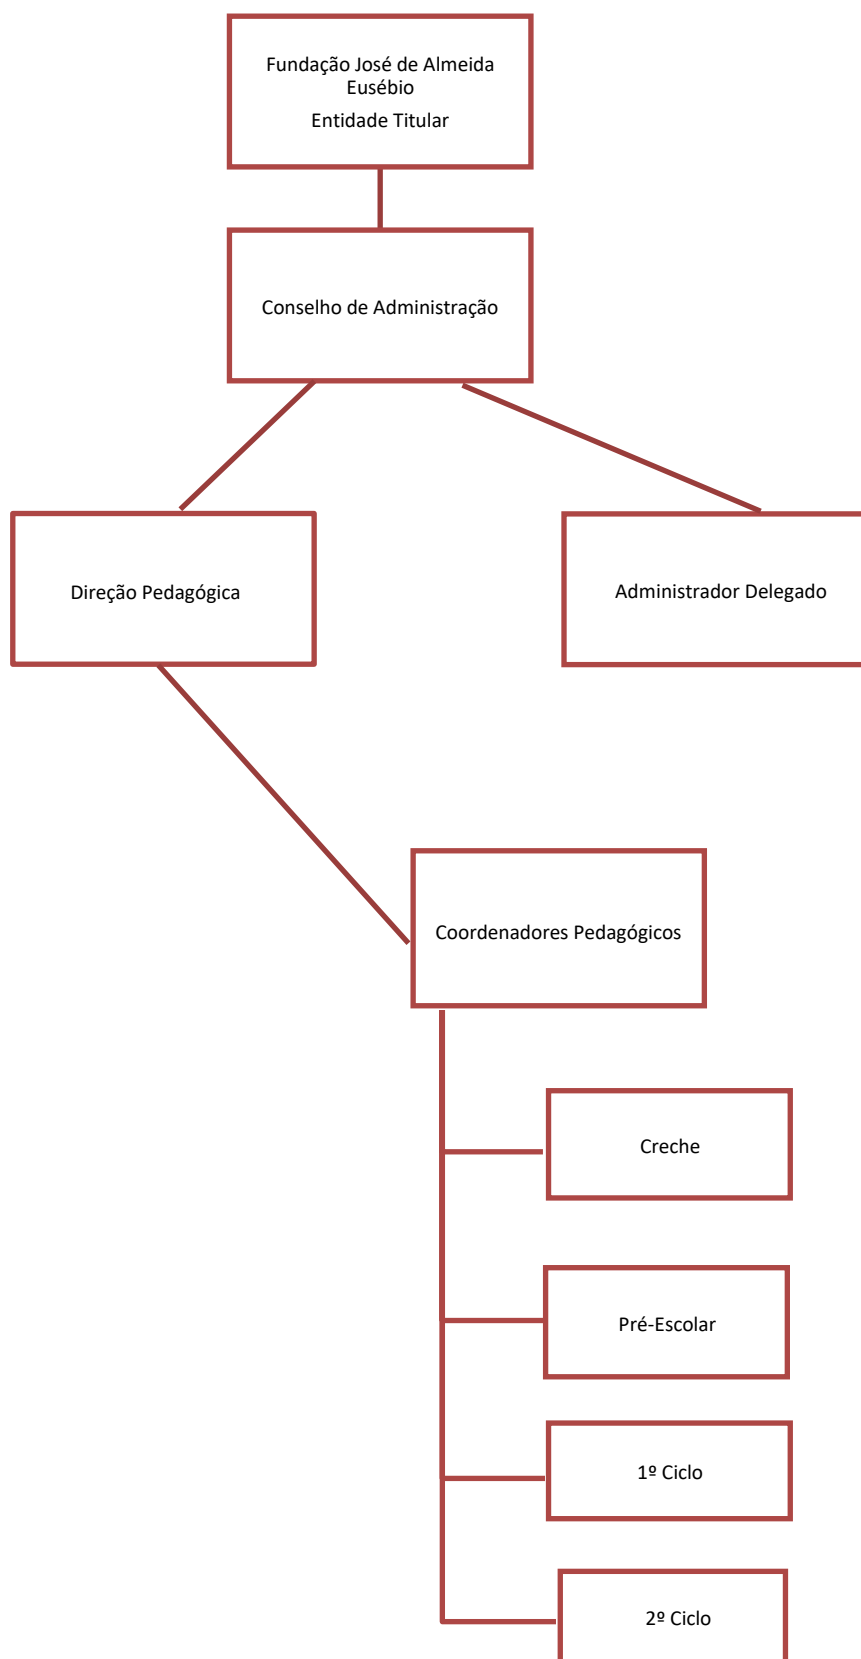 Fundação José de Almeida
Eusébio
Entidade Titular
Conselho de Administração
Direção Pedagógica
Administrador Delegado
Coordenadores Pedagógicos
Creche
Pré-Escolar
1º Ciclo
2º Ciclo